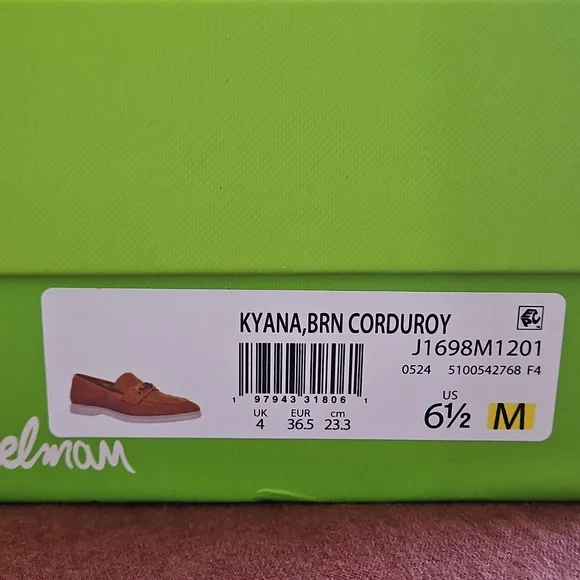 KYANA,BRN CORDUROY
J1698M1201
0524 5100542768 F4
1 97943 31806 1
UK EUR cm
4 36.5 23.3
US
6½ M
elman